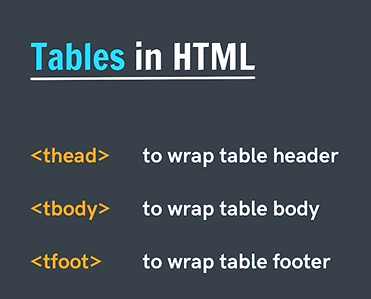 Tables in HTML
<thead> to wrap table header
<tbody> to wrap table body
<tfoot> to wrap table footer